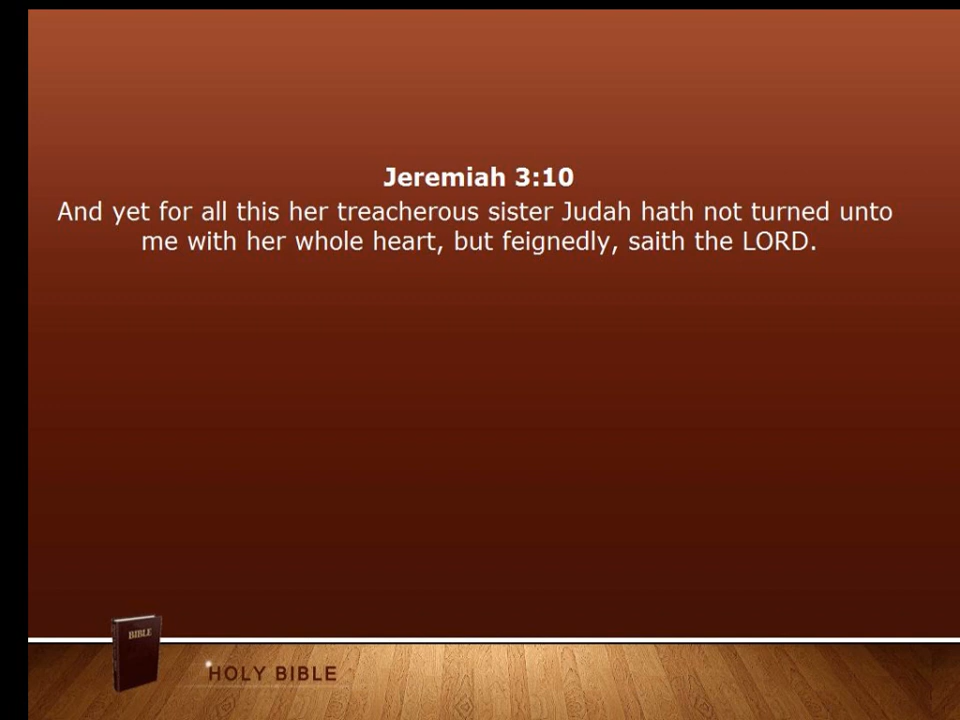 Jeremiah 3:10
And yet for all this her treacherous sister Judah hath not turned unto
me with her whole heart, but feignedly, saith the LORD.
BIBLE
HOLY BIBLE